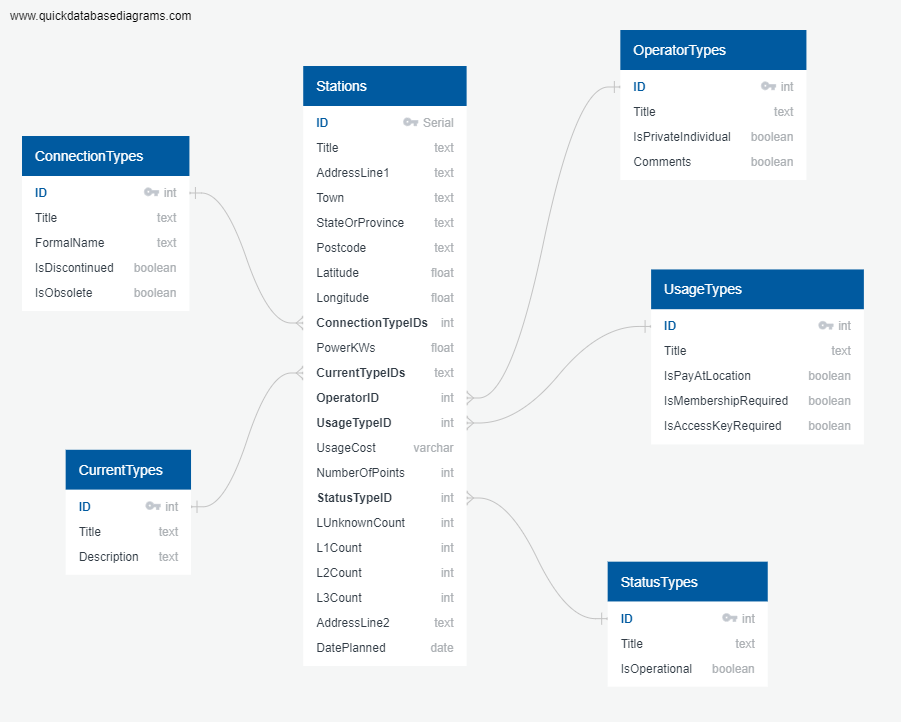 www.quickdatabasediagrams.com
ConnectionTypes
ID int
Title text
FormalName text
IsDiscontinued boolean
IsObsolete boolean
CurrentTypes
ID int
Title text
Description text
Stations
ID Serial
Title text
AddressLine1 text
Town text
StateOrProvince text
Postcode text
Latitude float
Longitude float
ConnectionTypeIDs int
PowerKWs float
CurrentTypeIDs text
OperatorID int
UsageTypeID int
UsageCost varchar
NumberOfPoints int
StatusTypeID int
LUnknownCount int
L1Count int
L2Count int
L3Count int
AddressLine2 text
DatePlanned date
OperatorTypes
ID int
Title text
IsPrivateIndividual boolean
Comments boolean
UsageTypes
ID int
Title text
IsPayAtLocation boolean
IsMembershipRequired boolean
IsAccessKeyRequired boolean
StatusTypes
ID int
Title text
IsOperational boolean